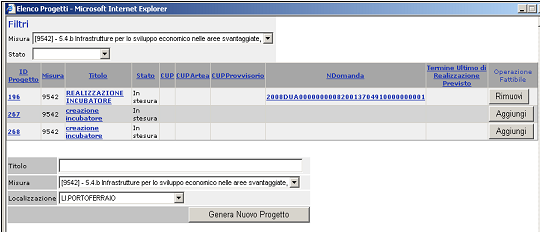 Elenco Progetti - Microsoft Internet Explorer
Filtri
Misura [9542] - 5.4.b Infrastrutture per lo sviluppo economico nelle aree svantaggiate,
Stato
ID Progetto Misura Titolo Stato CUP CUPArtea CUPProvvisorio NDomanda Termine Ultimo di Realizzazione Previsto Operazione Fattibile
196 9542 REALIZZAZIONE INCUBATORE In stesura Rimuovi
267 9542 creazione incubatore In stesura Aggiungi
268 9542 creazione incubatore In stesura Aggiungi
Titolo
Misura [9542] - 5.4.b Infrastrutture per lo sviluppo economico nelle aree svantaggiate,
Localizzazione LI.PORTOFERRAIO
Genera Nuovo Progetto